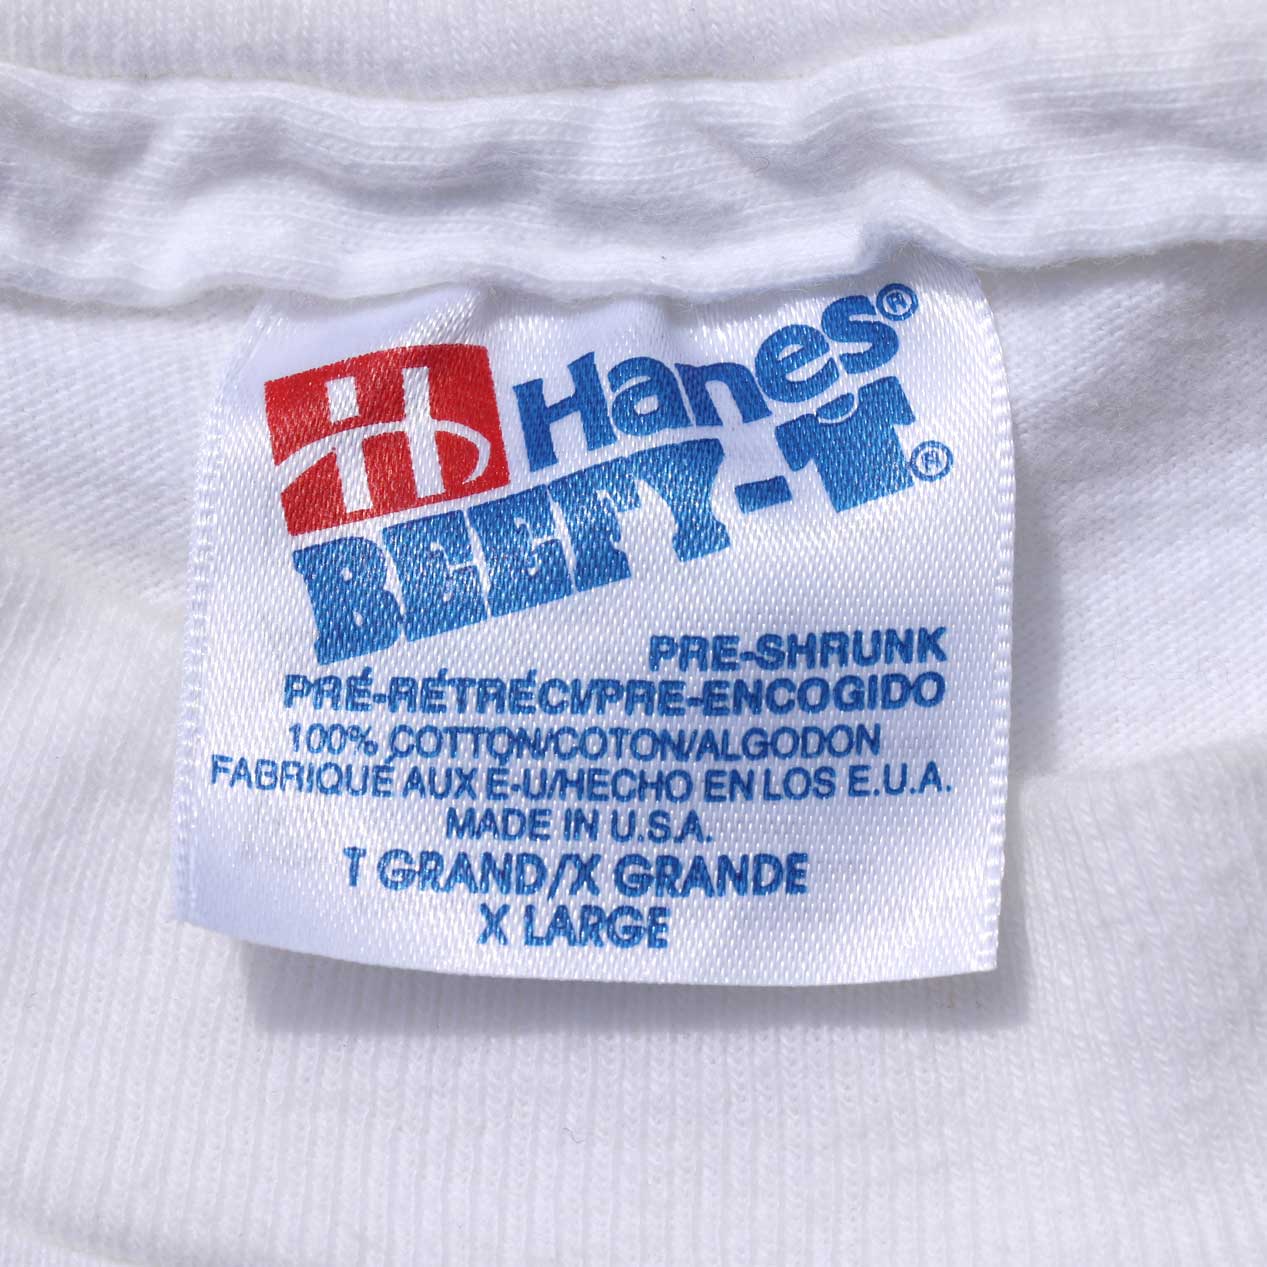 Hanes®
BEEFY-T®
PRE-SHRUNK
PRÉ-RÉTRÉCI/PRE-ENCOGIDO
100% COTTON/COTON/ALGODON
FABRIQUÉ AUX E-U/HECHO EN LOS E.U.A.
MADE IN U.S.A.
T GRAND/X GRANDE
X LARGE